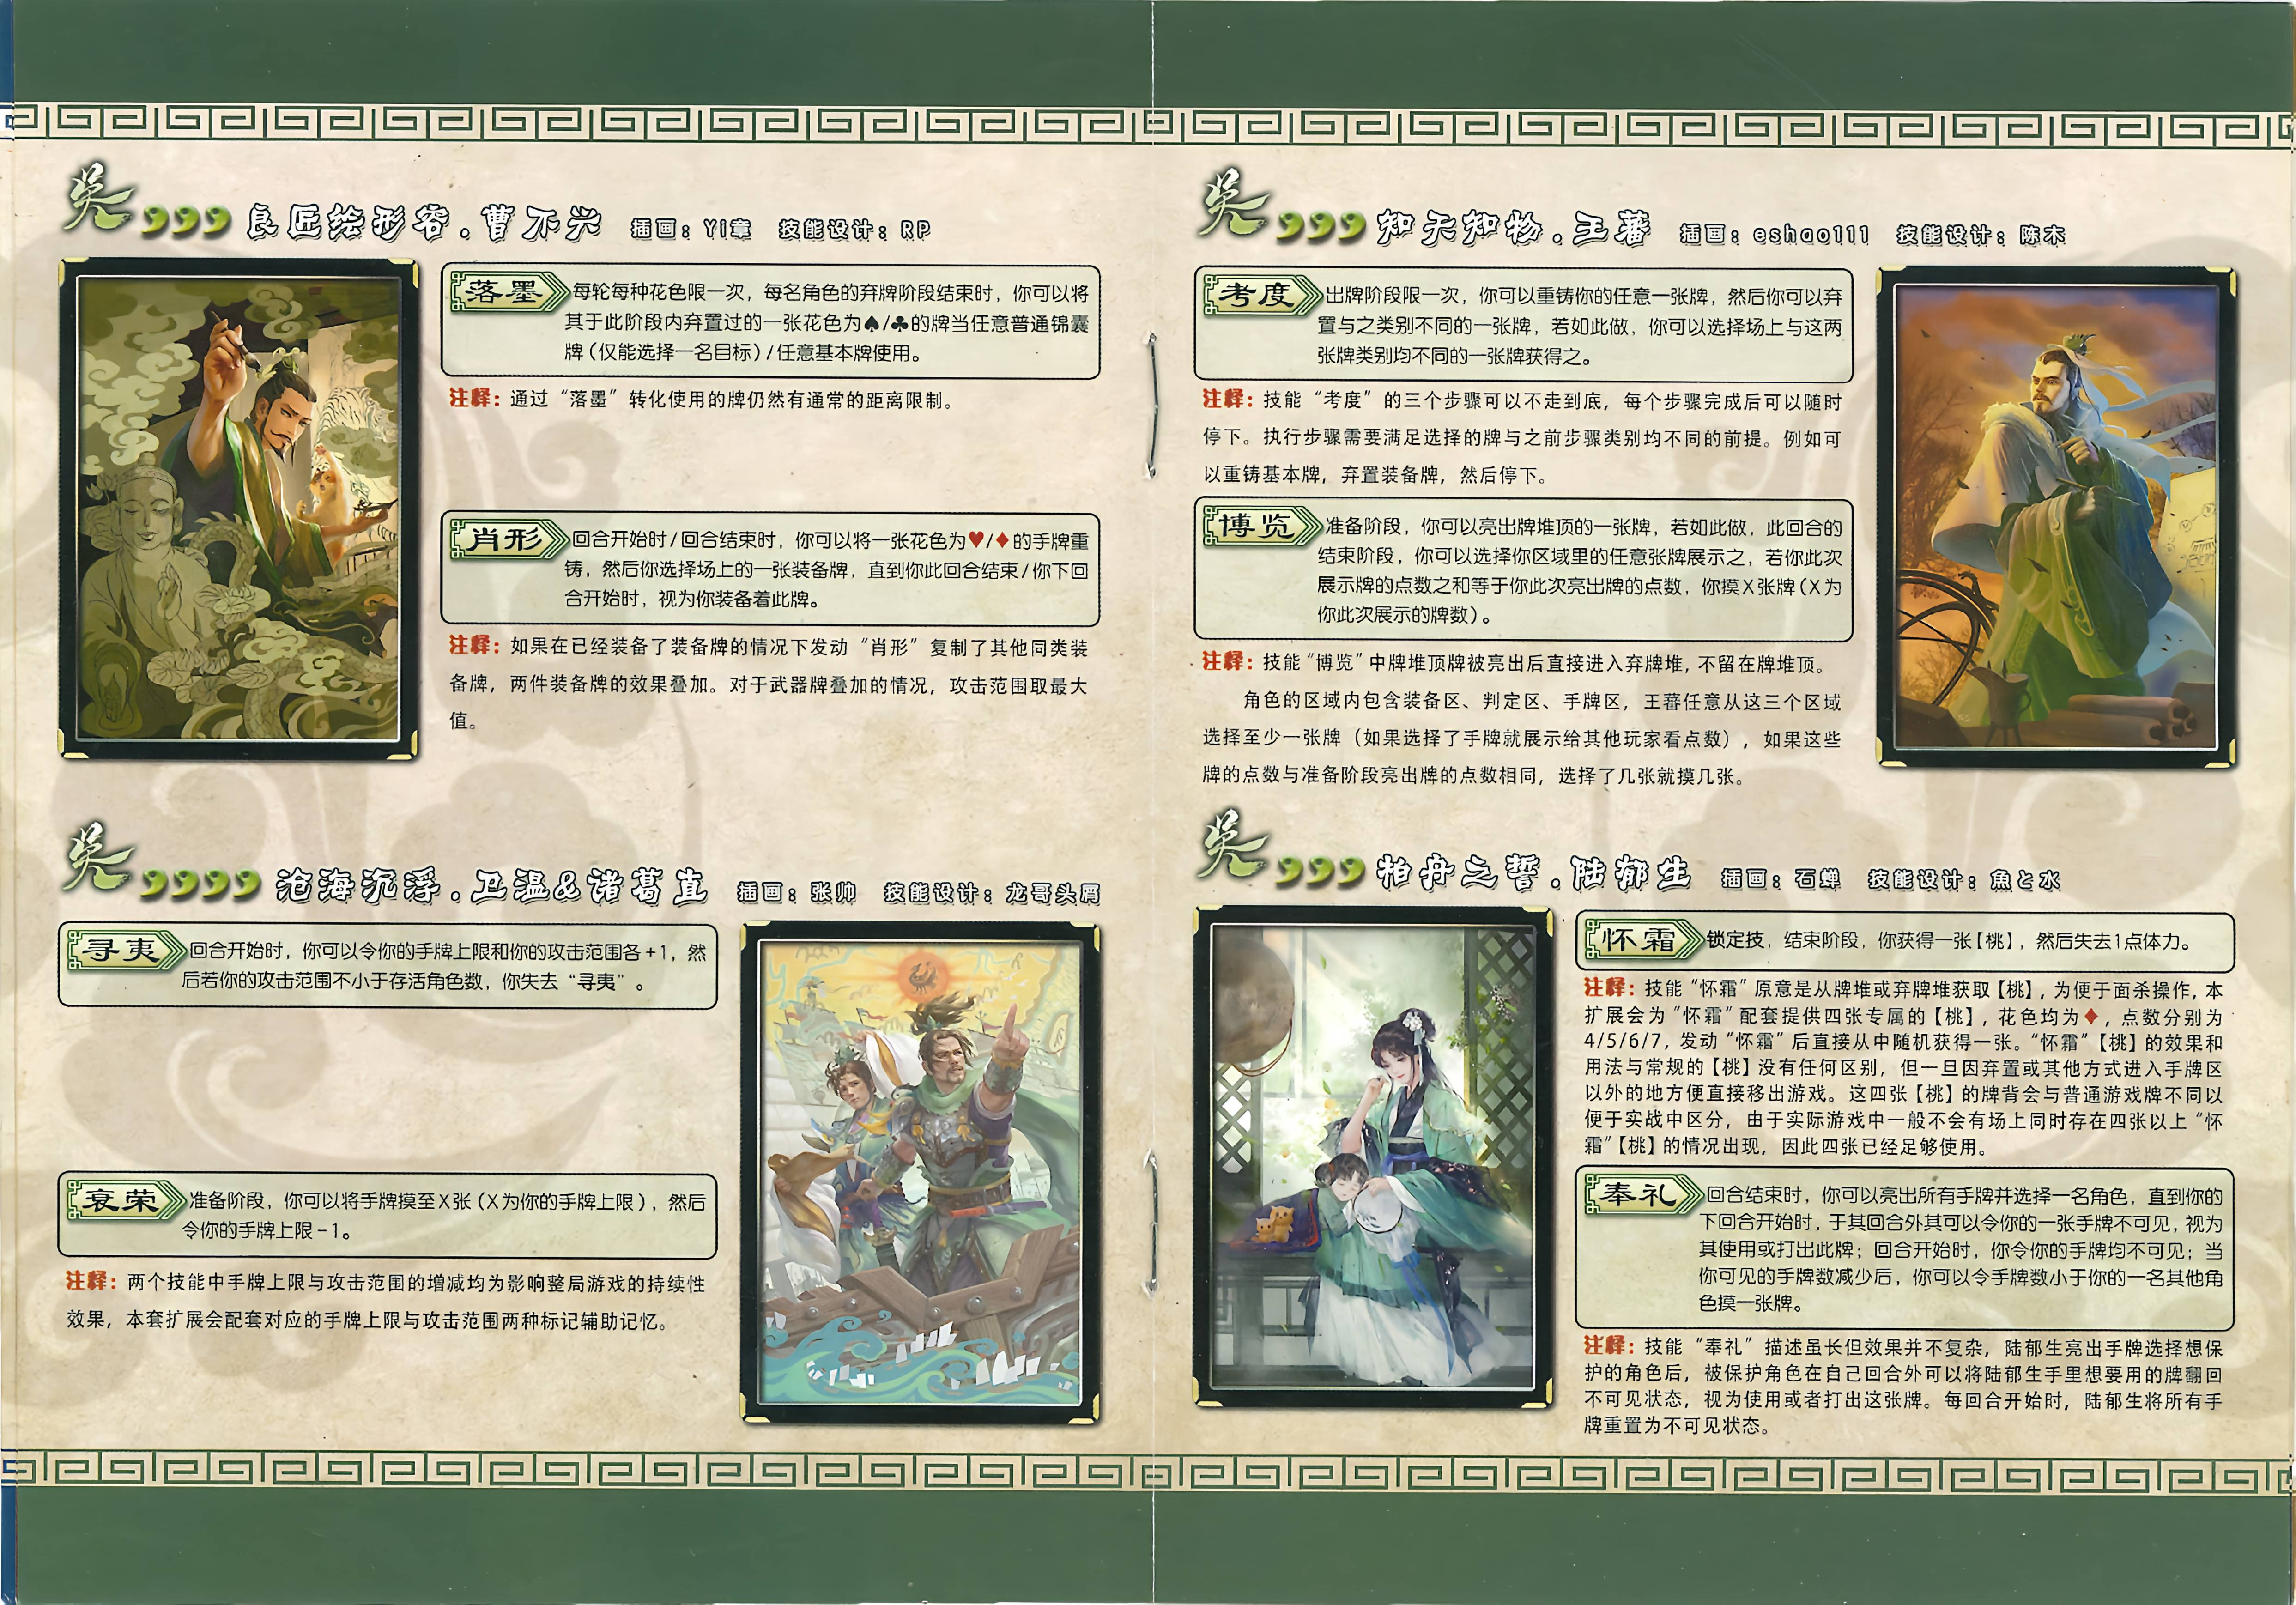 吴 良匠绘形容.曹不兴 插画：Yi章 技能设计：RP
落墨 每轮每种花色限一次，每名角色的弃牌阶段结束时，你可以将
其于此阶段内弃置过的一张花色为♠/♣的牌当任意普通锦囊
牌（仅能选择一名目标）/任意基本牌使用。
注释：通过“落墨”转化使用的牌仍然有通常的距离限制。
肖形 回合开始时/回合结束时，你可以将一张花色为♥/♦的手牌重
铸，然后你选择场上的一张装备牌，直到你此回合结束/你下回
合开始时，视为你装备着此牌。
注释：如果在已经装备了装备牌的情况下发动“肖形”复制了其他同类装
备牌，两件装备牌的效果叠加。对于武器牌叠加的情况，攻击范围取最大
值。
吴 沧海沉浮.卫温&诸葛直 插画：张帅 技能设计：龙哥头屑
寻夷 回合开始时，你可以令你的手牌上限和你的攻击范围各+1，然
后若你的攻击范围不小于存活角色数，你失去“寻夷”。
衰荣 准备阶段，你可以将手牌摸至X张（X为你的手牌上限），然后
令你的手牌上限-1。
注释：两个技能中手牌上限与攻击范围的增减均为影响整局游戏的持续性
效果，本套扩展会配套对应的手牌上限与攻击范围两种标记辅助记忆。
吴 知天知物.王蕃 插画：eshao111 技能设计：陈木
考度 出牌阶段限一次，你可以重铸你的任意一张牌，然后你可以弃
置与之类别不同的一张牌，若如此做，你可以选择场上与这两
张牌类别均不同的一张牌获得之。
注释：技能“考度”的三个步骤可以不走到底，每个步骤完成后可以随时
停下。执行步骤需要满足选择的牌与之前步骤类别均不同的前提。例如可
以重铸基本牌，弃置装备牌，然后停下。
博览 准备阶段，你可以亮出牌堆顶的一张牌，若如此做，此回合的
结束阶段，你可以选择你区域里的任意张牌展示之，若你此次
展示牌的点数之和等于你此次亮出牌的点数，你摸X张牌（X为
你此次展示的牌数）。
注释：技能“博览”中牌堆顶牌被亮出后直接进入弃牌堆，不留在牌堆顶。
角色的区域内包含装备区、判定区、手牌区，王蕃任意从这三个区域
选择至少一张牌（如果选择了手牌就展示给其他玩家看点数），如果这些
牌的点数与准备阶段亮出牌的点数相同，选择了几张就摸几张。
吴 柏舟之誓.陆郁生 插画：石蝉 技能设计：魚と水
怀霜 锁定技，结束阶段，你获得一张【桃】，然后失去1点体力。
注释：技能“怀霜”原意是从牌堆或弃牌堆获取【桃】，为便于面杀操作，本
扩展会为“怀霜”配套提供四张专属的【桃】，花色均为♦，点数分别为
4/5/6/7，发动“怀霜”后直接从中随机获得一张。“怀霜”【桃】的效果和
用法与常规的【桃】没有任何区别，但一旦因弃置或其他方式进入手牌区
以外的地方便直接移出游戏。这四张【桃】的牌背会与普通游戏牌不同以
便于实战中区分，由于实际游戏中一般不会有场上同时存在四张以上“怀
霜”【桃】的情况出现，因此四张已经足够使用。
奉礼 回合结束时，你可以亮出所有手牌并选择一名角色，直到你的
下回合开始时，于其回合外其可以令你的一张手牌不可见，视为
其使用或打出此牌；回合开始时，你令你的手牌均不可见；当
你可见的手牌数减少后，你可以令手牌数小于你的一名其他角
色摸一张牌。
注释：技能“奉礼”描述虽长但效果并不复杂，陆郁生亮出手牌选择想保
护的角色后，被保护角色在自己回合外可以将陆郁生手里想要用的牌翻回
不可见状态，视为使用或者打出这张牌。每回合开始时，陆郁生将所有手
牌重置为不可见状态。